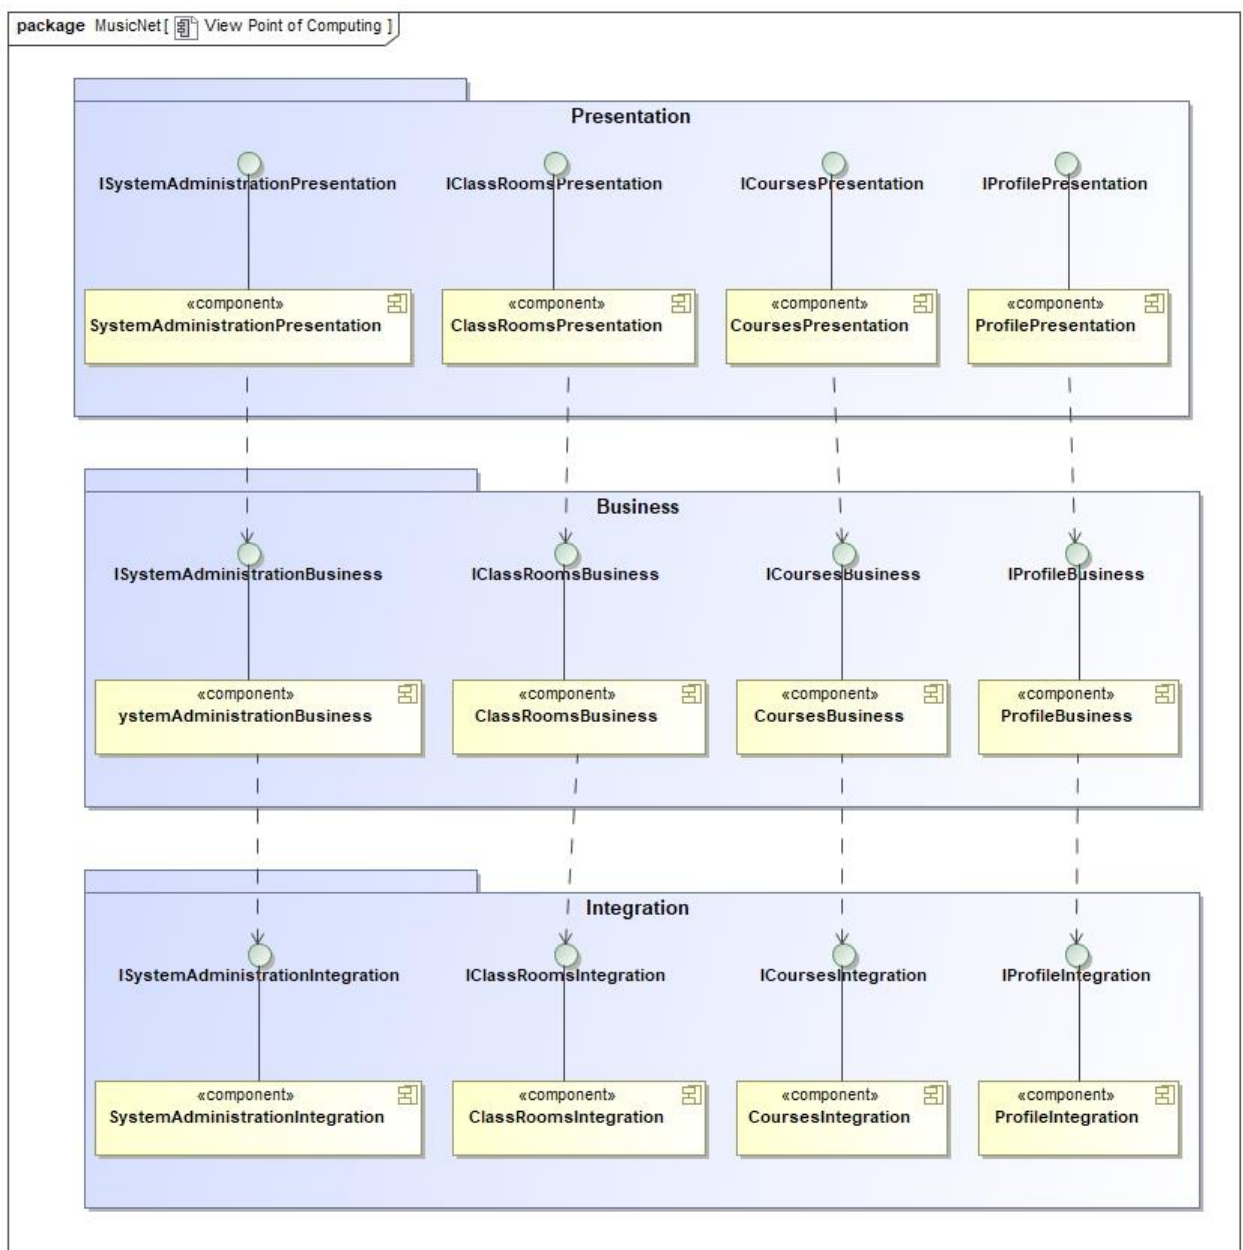 package MusicNet [ View Point of Computing ]
Presentation
ISystemAdministrationPresentation IClassRoomsPresentation ICoursesPresentation IProfilePresentation
«component» «component» «component» «component»
SystemAdministrationPresentation ClassRoomsPresentation CoursesPresentation ProfilePresentation
Business
ISystemAdministrationBusiness IClassRoomsBusiness ICoursesBusiness IProfileBusiness
«component» «component» «component» «component»
ystemAdministrationBusiness ClassRoomsBusiness CoursesBusiness ProfileBusiness
Integration
ISystemAdministrationIntegration IClassRoomsIntegration ICoursesIntegration IProfileIntegration
«component» «component» «component» «component»
SystemAdministrationIntegration ClassRoomsIntegration CoursesIntegration ProfileIntegration